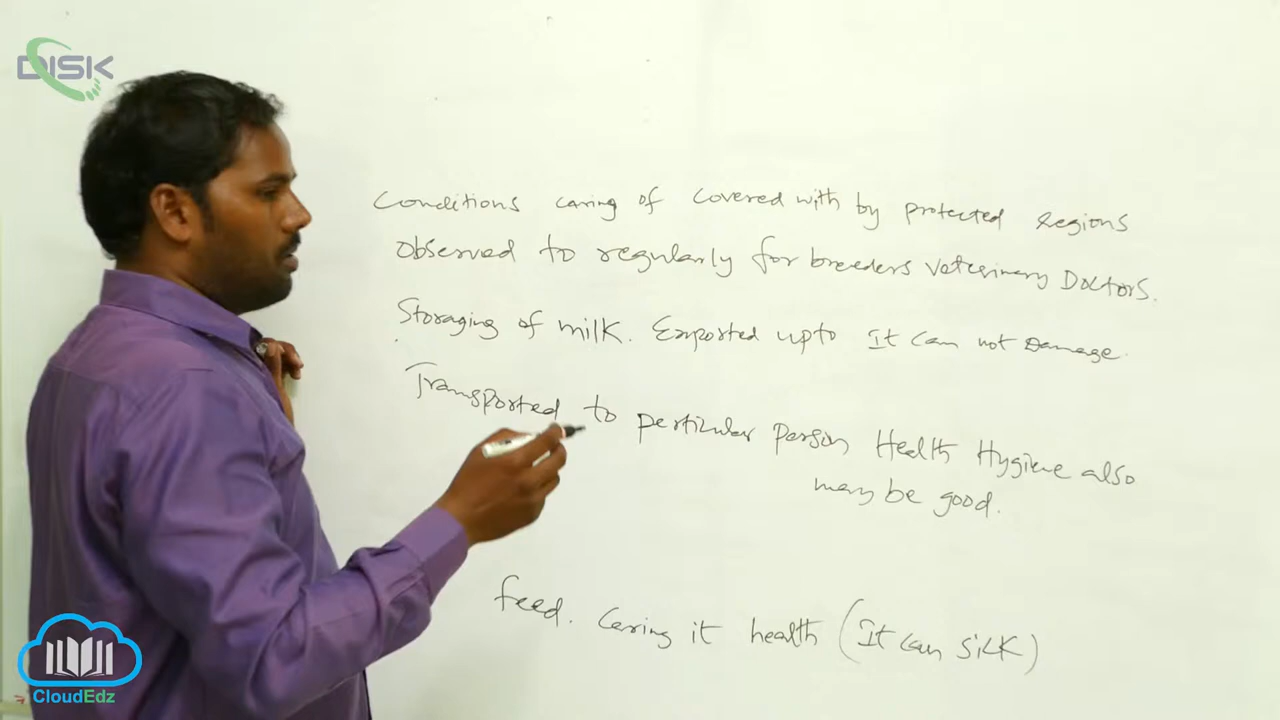 DISK
Conditions caring of covered with by protected Regions
Observed to regularly for breeders Veterinary Doctors.
Storaging of milk. Exported upto It can not Damage.
Transported to perticular person Health Hygiene also
may be good.
feed. Caring it health (It can silk)
CloudEdz